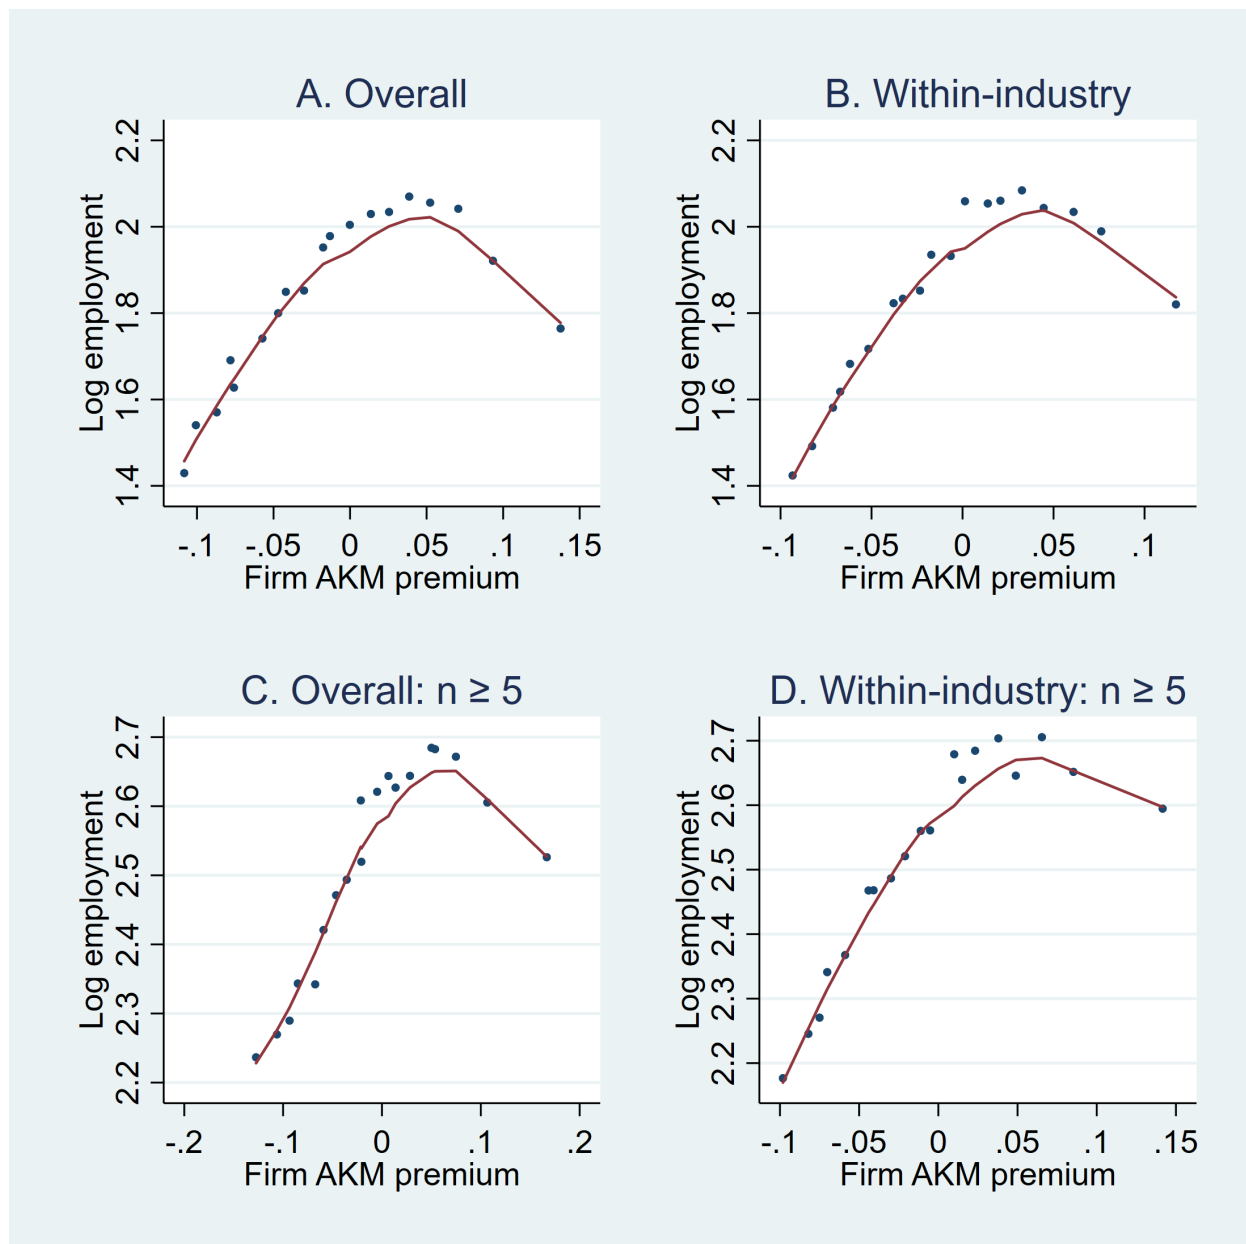 A. Overall
Log employment
2.2
2
1.8
1.6
1.4
-.1 -.05 0 .05 .1 .15
Firm AKM premium
B. Within-industry
Log employment
2.2
2
1.8
1.6
1.4
-.1 -.05 0 .05 .1
Firm AKM premium
C. Overall: n ≥ 5
Log employment
2.7
2.6
2.5
2.4
2.3
2.2
-.2 -.1 0 .1 .2
Firm AKM premium
D. Within-industry: n ≥ 5
Log employment
2.7
2.6
2.5
2.4
2.3
2.2
-.1 -.05 0 .05 .1 .15
Firm AKM premium